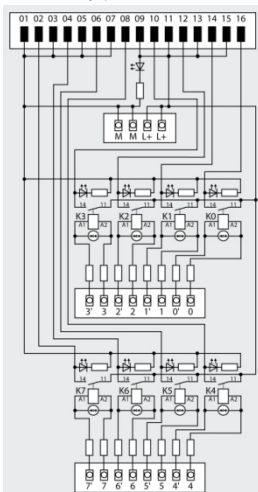 01 02 03 04 05 06 07 08 09 10 11 12 13 14 15 16
M M L+ L+
14 11 14 11 14 11 14 11
K3 K2 K1 K0
A1 A2 A1 A2 A1 A2 A1 A2
3' 3 2' 2 1' 1 0' 0
14 11 14 11 14 11 14 11
K7 K6 K5 K4
A1 A2 A1 A2 A1 A2 A1 A2
7' 7 6' 6 5' 5 4' 4